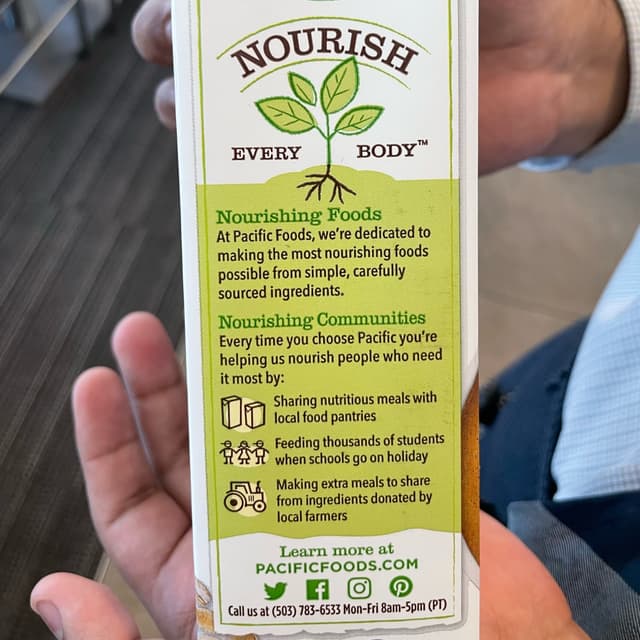 NOURISH
EVERY BODY™
Nourishing Foods
At Pacific Foods, we're dedicated to
making the most nourishing foods
possible from simple, carefully
sourced ingredients.
Nourishing Communities
Every time you choose Pacific you're
helping us nourish people who need
it most by:
Sharing nutritious meals with
local food pantries
Feeding thousands of students
when schools go on holiday
Making extra meals to share
from ingredients donated by
local farmers
Learn more at
PACIFICFOODS.COM
Call us at (503) 783-6533 Mon-Fri 8am-5pm (PT)